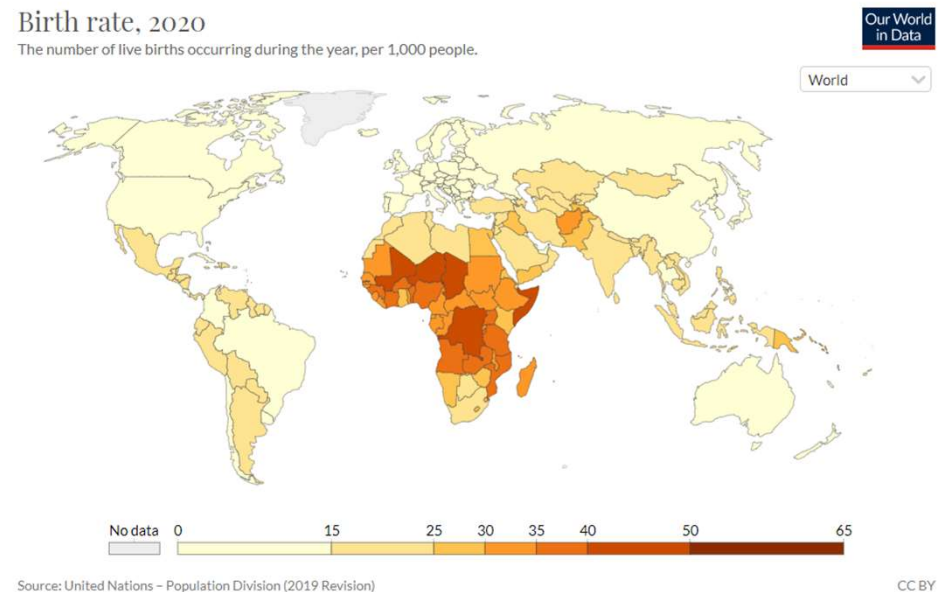 Birth rate, 2020
The number of live births occurring during the year, per 1,000 people.
Our World
in Data
World
No data 0 15 25 30 35 40 50 65
Source: United Nations – Population Division (2019 Revision) CC BY